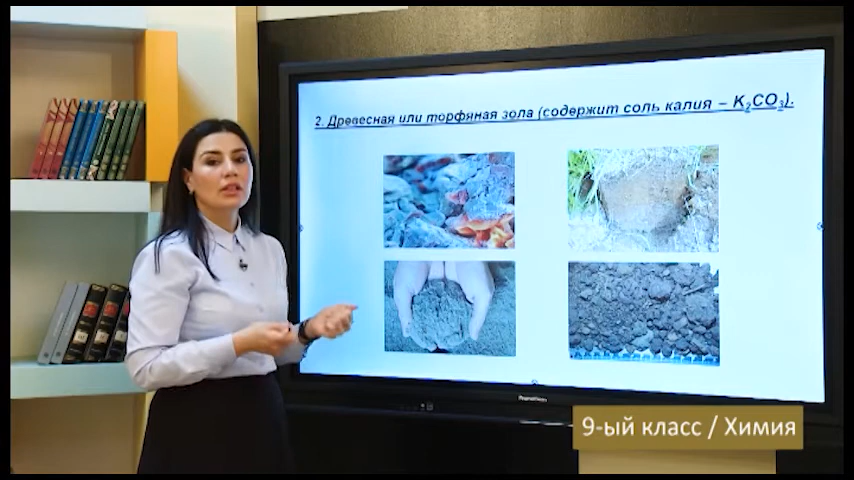 2. Древесная или торфяная зола (содержит соль калия – K₂CO₃).
9-ый класс / Химия